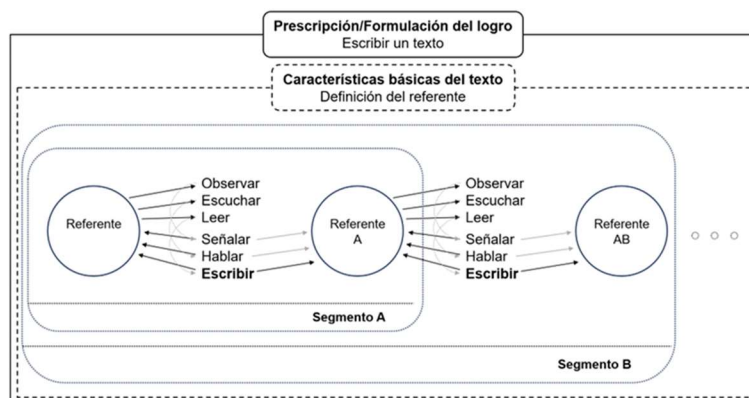 Prescripción/Formulación del logro
Escribir un texto
Características básicas del texto
Definición del referente
Referente
Observar
Escuchar
Leer
Señalar
Hablar
Escribir
Referente
A
Observar
Escuchar
Leer
Señalar
Hablar
Escribir
Referente
AB
Segmento A
Segmento B